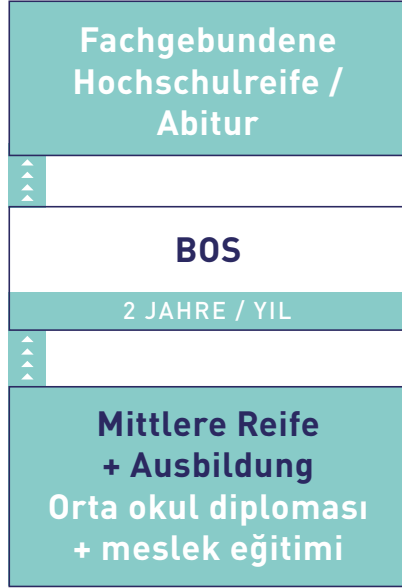 Fachgebundene
Hochschulreife /
Abitur
BOS
2 JAHRE / YIL
Mittlere Reife
+ Ausbildung
Orta okul diploması
+ meslek eğitimi